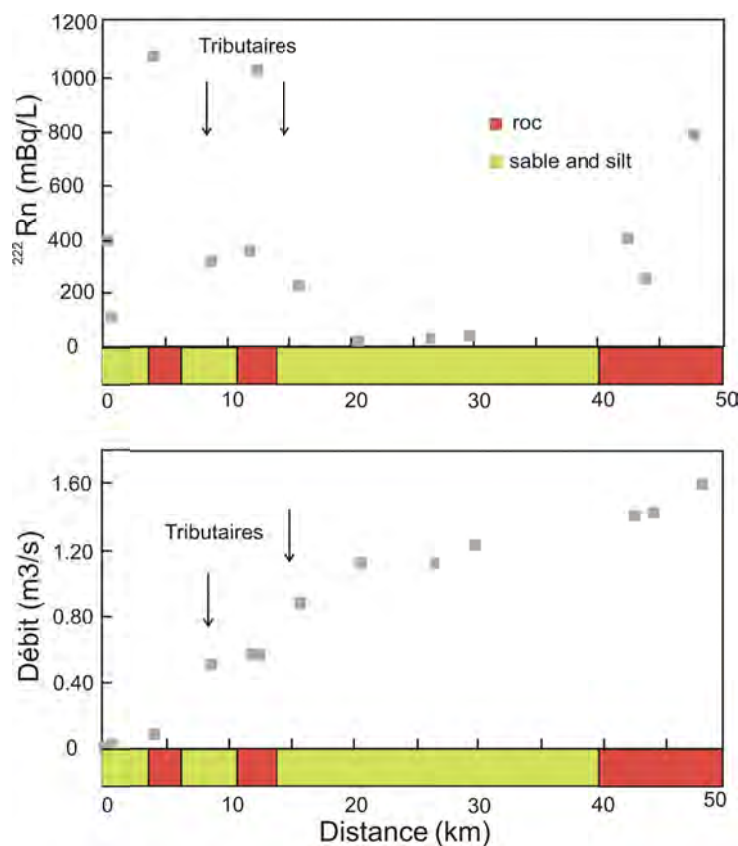 1200
Tributaires
1000
roc
800
sable and silt
600
400
200
0
²²² Rn (mBq/L)
0 10 20 30 40 50
1.60
Tributaires
1.20
0.80
0.40
0
Débit (m3/s)
0 10 20 30 40 50
Distance (km)